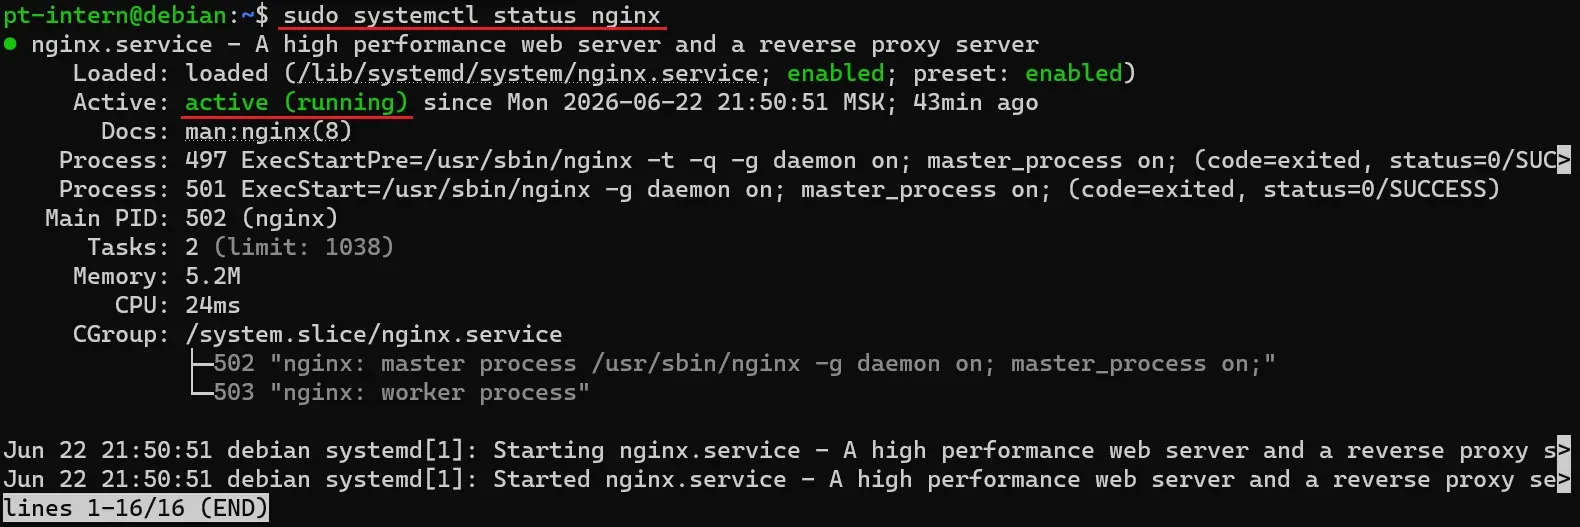 pt-intern@debian:~$ sudo systemctl status nginx
● nginx.service - A high performance web server and a reverse proxy server
     Loaded: loaded (/lib/systemd/system/nginx.service; enabled; preset: enabled)
     Active: active (running) since Mon 2026-06-22 21:50:51 MSK; 43min ago
       Docs: man:nginx(8)
    Process: 497 ExecStartPre=/usr/sbin/nginx -t -q -g daemon on; master_process on; (code=exited, status=0/SUC>
    Process: 501 ExecStart=/usr/sbin/nginx -g daemon on; master_process on; (code=exited, status=0/SUCCESS)
   Main PID: 502 (nginx)
      Tasks: 2 (limit: 1038)
     Memory: 5.2M
        CPU: 24ms
     CGroup: /system.slice/nginx.service
             ├─502 "nginx: master process /usr/sbin/nginx -g daemon on; master_process on;"
             └─503 "nginx: worker process"
Jun 22 21:50:51 debian systemd[1]: Starting nginx.service - A high performance web server and a reverse proxy s>
Jun 22 21:50:51 debian systemd[1]: Started nginx.service - A high performance web server and a reverse proxy se>
lines 1-16/16 (END)